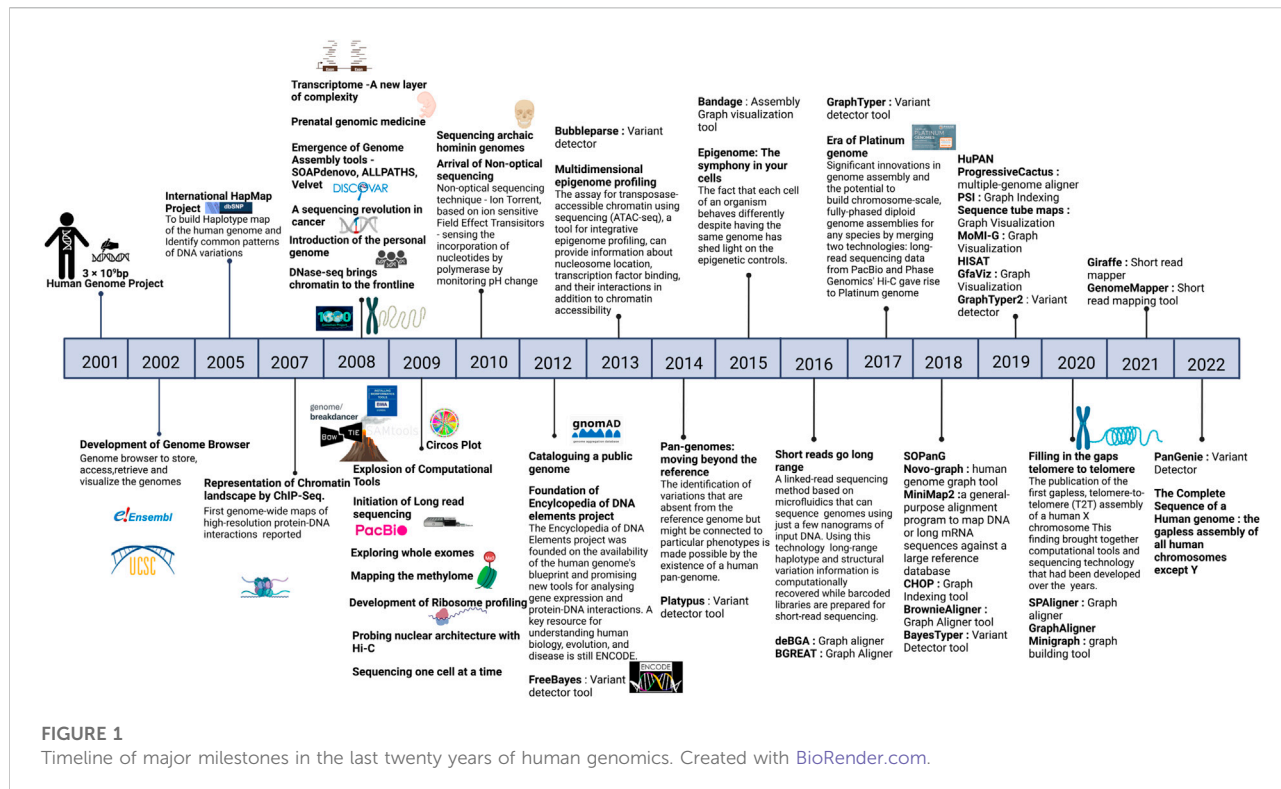 Transcriptome -A new layer
of complexity
Prenatal genomic medicine
Emergence of Genome
Assembly tools -
SOAPdenovo, ALLPATHS,
Velvet
DISCOVAR
A sequencing revolution in
cancer
Introduction of the personal
genome
DNase-seq brings
chromatin to the frontline
3 × 10⁹bp
Human Genome Project
International HapMap
Project
dbSNP
To build Haplotype map
of the human genome and
Identify common patterns
of DNA variations
Sequencing archaic
hominin genomes
Arrival of Non-optical
sequencing
Non-optical sequencing
technique - Ion Torrent,
based on ion sensitive
Field Effect Transisitors
- sensing the
incorporation of
nucleotides by
polymerase by
monitoring pH change
Bubbleparse : Variant
detector
Multidimensional
epigenome profiling
The assay for transposase-
accessible chromatin using
sequencing (ATAC-seq), a
tool for integrative
epigenome profiling, can
provide information about
nucleosome location,
transcription factor binding,
and their interactions in
addition to chromatin
accessibility
Bandage : Assembly
Graph visualization
tool
Epigenome: The
symphony in your
cells
The fact that each cell
of an organism
behaves differently
despite having the
same genome has
shed light on the
epigenetic controls.
GraphTyper : Variant
detector tool
Era of Platinum
genome
PLATINUM
Significant innovations in
genome assembly and
the potential to
build chromosome-scale,
fully-phased diploid
genome assemblies for
any species by merging
two technologies: long-
read sequencing data
from PacBio and Phase
Genomics' Hi-C gave rise
to Platinum genome
HuPAN
ProgressiveCactus :
multiple-genome aligner
PSI : Graph Indexing
Sequence tube maps :
Graph Visualization
MoMI-G : Graph
Visualization
HISAT
GfaViz : Graph
Visualization
GraphTyper2 : Variant
detector
Giraffe : Short read
mapper
GenomeMapper : Short
read mapping tool
1000
2001 2002 2005 2007 2008 2009 2010 2012 2013 2014 2015 2016 2017 2018 2019 2020 2021 2022
Development of Genome Browser
Genome browser to store,
access,retrieve and
visualize the genomes
e!Ensembl
UCSC
Representation of Chromatin
landscape by ChIP-Seq.
First genome-wide maps of
high-resolution protein-DNA
interactions reported
genome/
breakdancer
BWA
BOW TIE
SAMtools
Circos Plot
Explosion of Computational
Tools
Initiation of Long read
sequencing
PacBio
Exploring whole exomes
Mapping the methylome
Development of Ribosome profiling
Probing nuclear architecture with
Hi-C
Sequencing one cell at a time
gnomAD
Cataloguing a public
genome
Foundation of
Encylcopedia of DNA
elements project
The Encyclopedia of DNA
Elements project was
founded on the availability
of the human genome's
blueprint and promising
new tools for analysing
gene expression and
protein-DNA interactions. A
key resource for
understanding human
biology, evolution, and
disease is still ENCODE.
FreeBayes : Variant
detector tool
ENCODE
Pan-genomes:
moving beyond the
reference
The identification of
variations that are
absent from the
reference genome but
might be connected to
particular phenotypes is
made possible by the
existence of a human
pan-genome.
Platypus : Variant
detector tool
Short reads go long
range
A linked-read sequencing
method based on
microfluidics that can
sequence genomes using
just a few nanograms of
input DNA. Using this
technology long-range
haplotype and structural
variation information is
computationally
recovered while barcoded
libraries are prepared for
short-read sequencing.
deBGA : Graph aligner
BGREAT : Graph Aligner
SOPanG
Novo-graph : human
genome graph tool
MiniMap2 :a general-
purpose alignment
program to map DNA
or long mRNA
sequences against a
large reference
database
CHOP : Graph
Indexing tool
BrownieAligner :
Graph Aligner tool
BayesTyper : Variant
Detector tool
Filling in the gaps
telomere to telomere
The publication of the
first gapless, telomere-to-
telomere (T2T) assembly
of a human X
chromosome This
finding brought together
computational tools and
sequencing technology
that had been developed
over the years.
SPAligner : Graph
aligner
GraphAligner
Minigraph : graph
building tool
PanGenie : Variant
Detector
The Complete
Sequence of a
Human genome : the
gapless assembly of
all human
chromosomes
except Y
FIGURE 1
Timeline of major milestones in the last twenty years of human genomics. Created with BioRender.com.